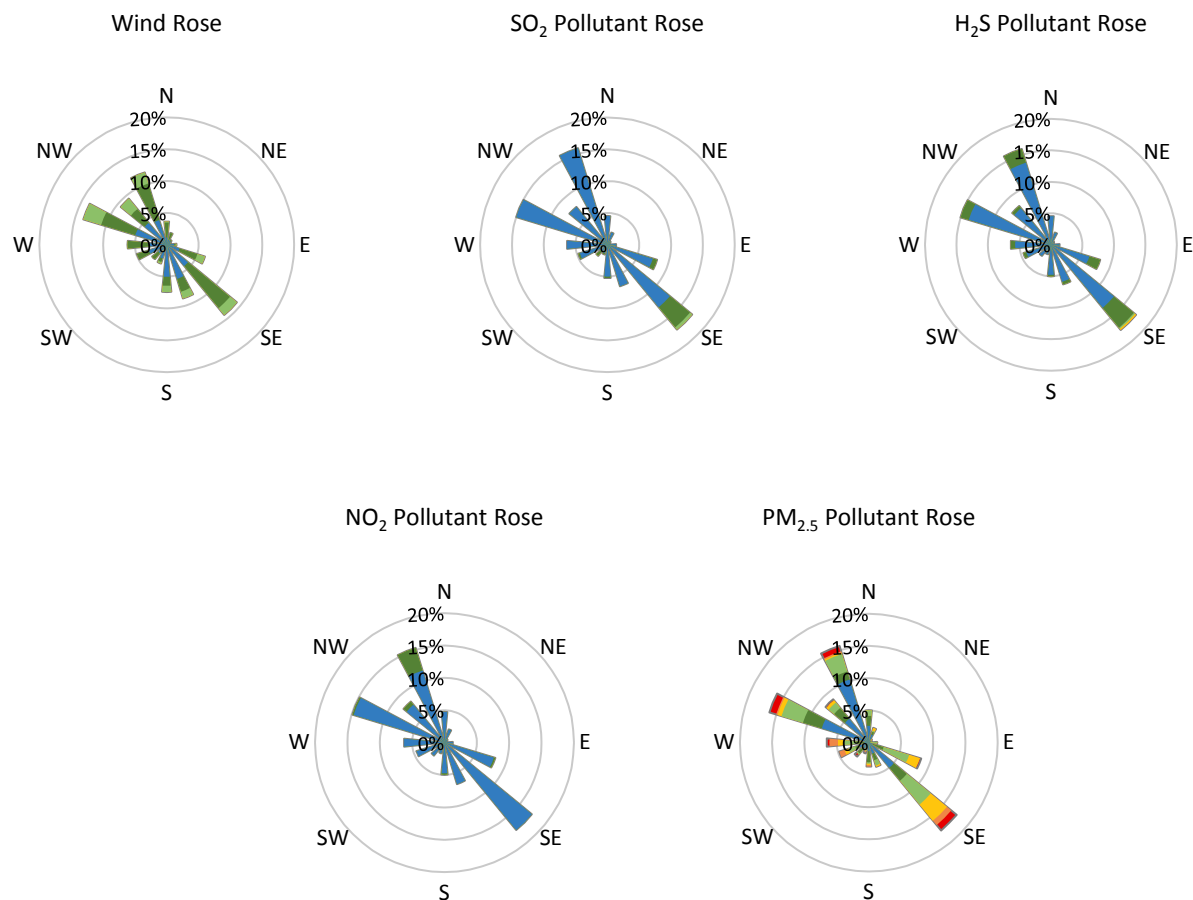 Wind Rose
SO₂ Pollutant Rose
H₂S Pollutant Rose
N
20%
NW
NE
15%
10%
5%
W
0%
E
SW
SE
S
N
20%
NW
NE
15%
10%
5%
W
0%
E
SW
SE
S
N
20%
NW
NE
15%
10%
5%
W
0%
E
SW
SE
S
NO₂ Pollutant Rose
PM₂.₅ Pollutant Rose
N
20%
NW
NE
15%
10%
5%
W
0%
E
SW
SE
S
N
20%
NW
NE
15%
10%
5%
W
0%
E
SW
SE
S